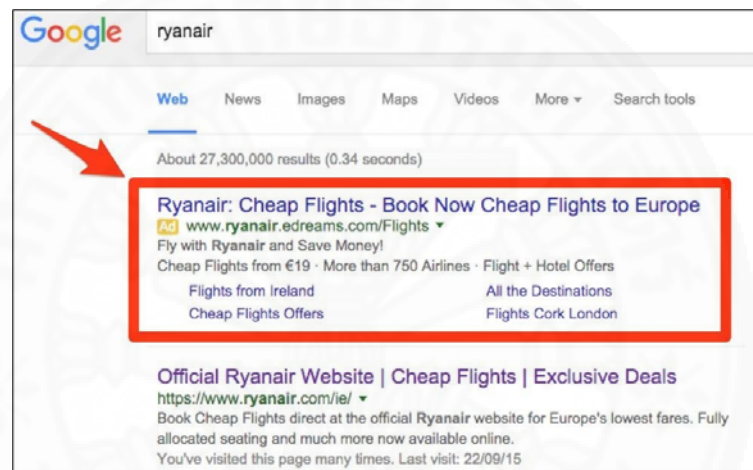 Google ryanair
Web News Images Maps Videos More Search tools
About 27,300,000 results (0.34 seconds)
Ryanair: Cheap Flights - Book Now Cheap Flights to Europe
Ad www.ryanair.edreams.com/Flights
Fly with Ryanair and Save Money!
Cheap Flights from €19 · More than 750 Airlines · Flight + Hotel Offers
Flights from Ireland All the Destinations
Cheap Flights Offers Flights Cork London
Official Ryanair Website | Cheap Flights | Exclusive Deals
https://www.ryanair.com/ie/
Book Cheap Flights direct at the official Ryanair website for Europe's lowest fares. Fully
allocated seating and much more now available online.
You've visited this page many times. Last visit: 22/09/15